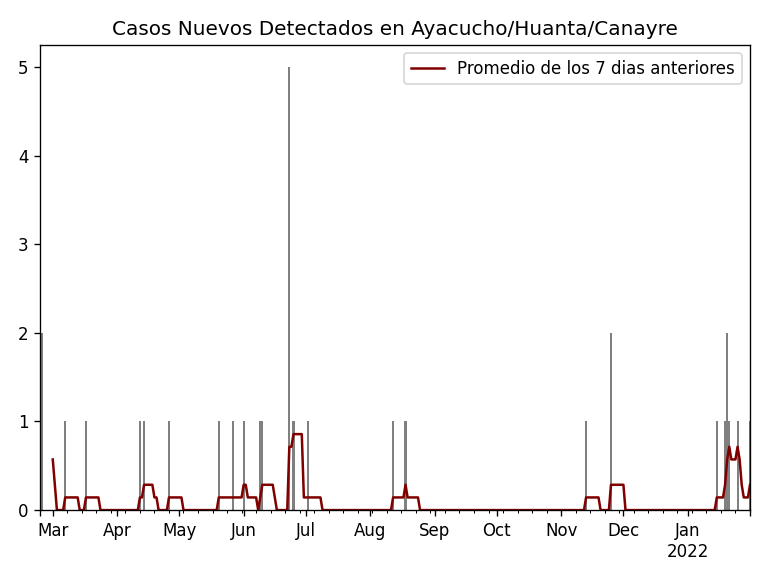 Casos Nuevos Detectados en Ayacucho/Huanta/Canayre
Promedio de los 7 dias anteriores
5
4
3
2
1
0
Mar Apr May Jun Jul Aug Sep Oct Nov Dec Jan
2022